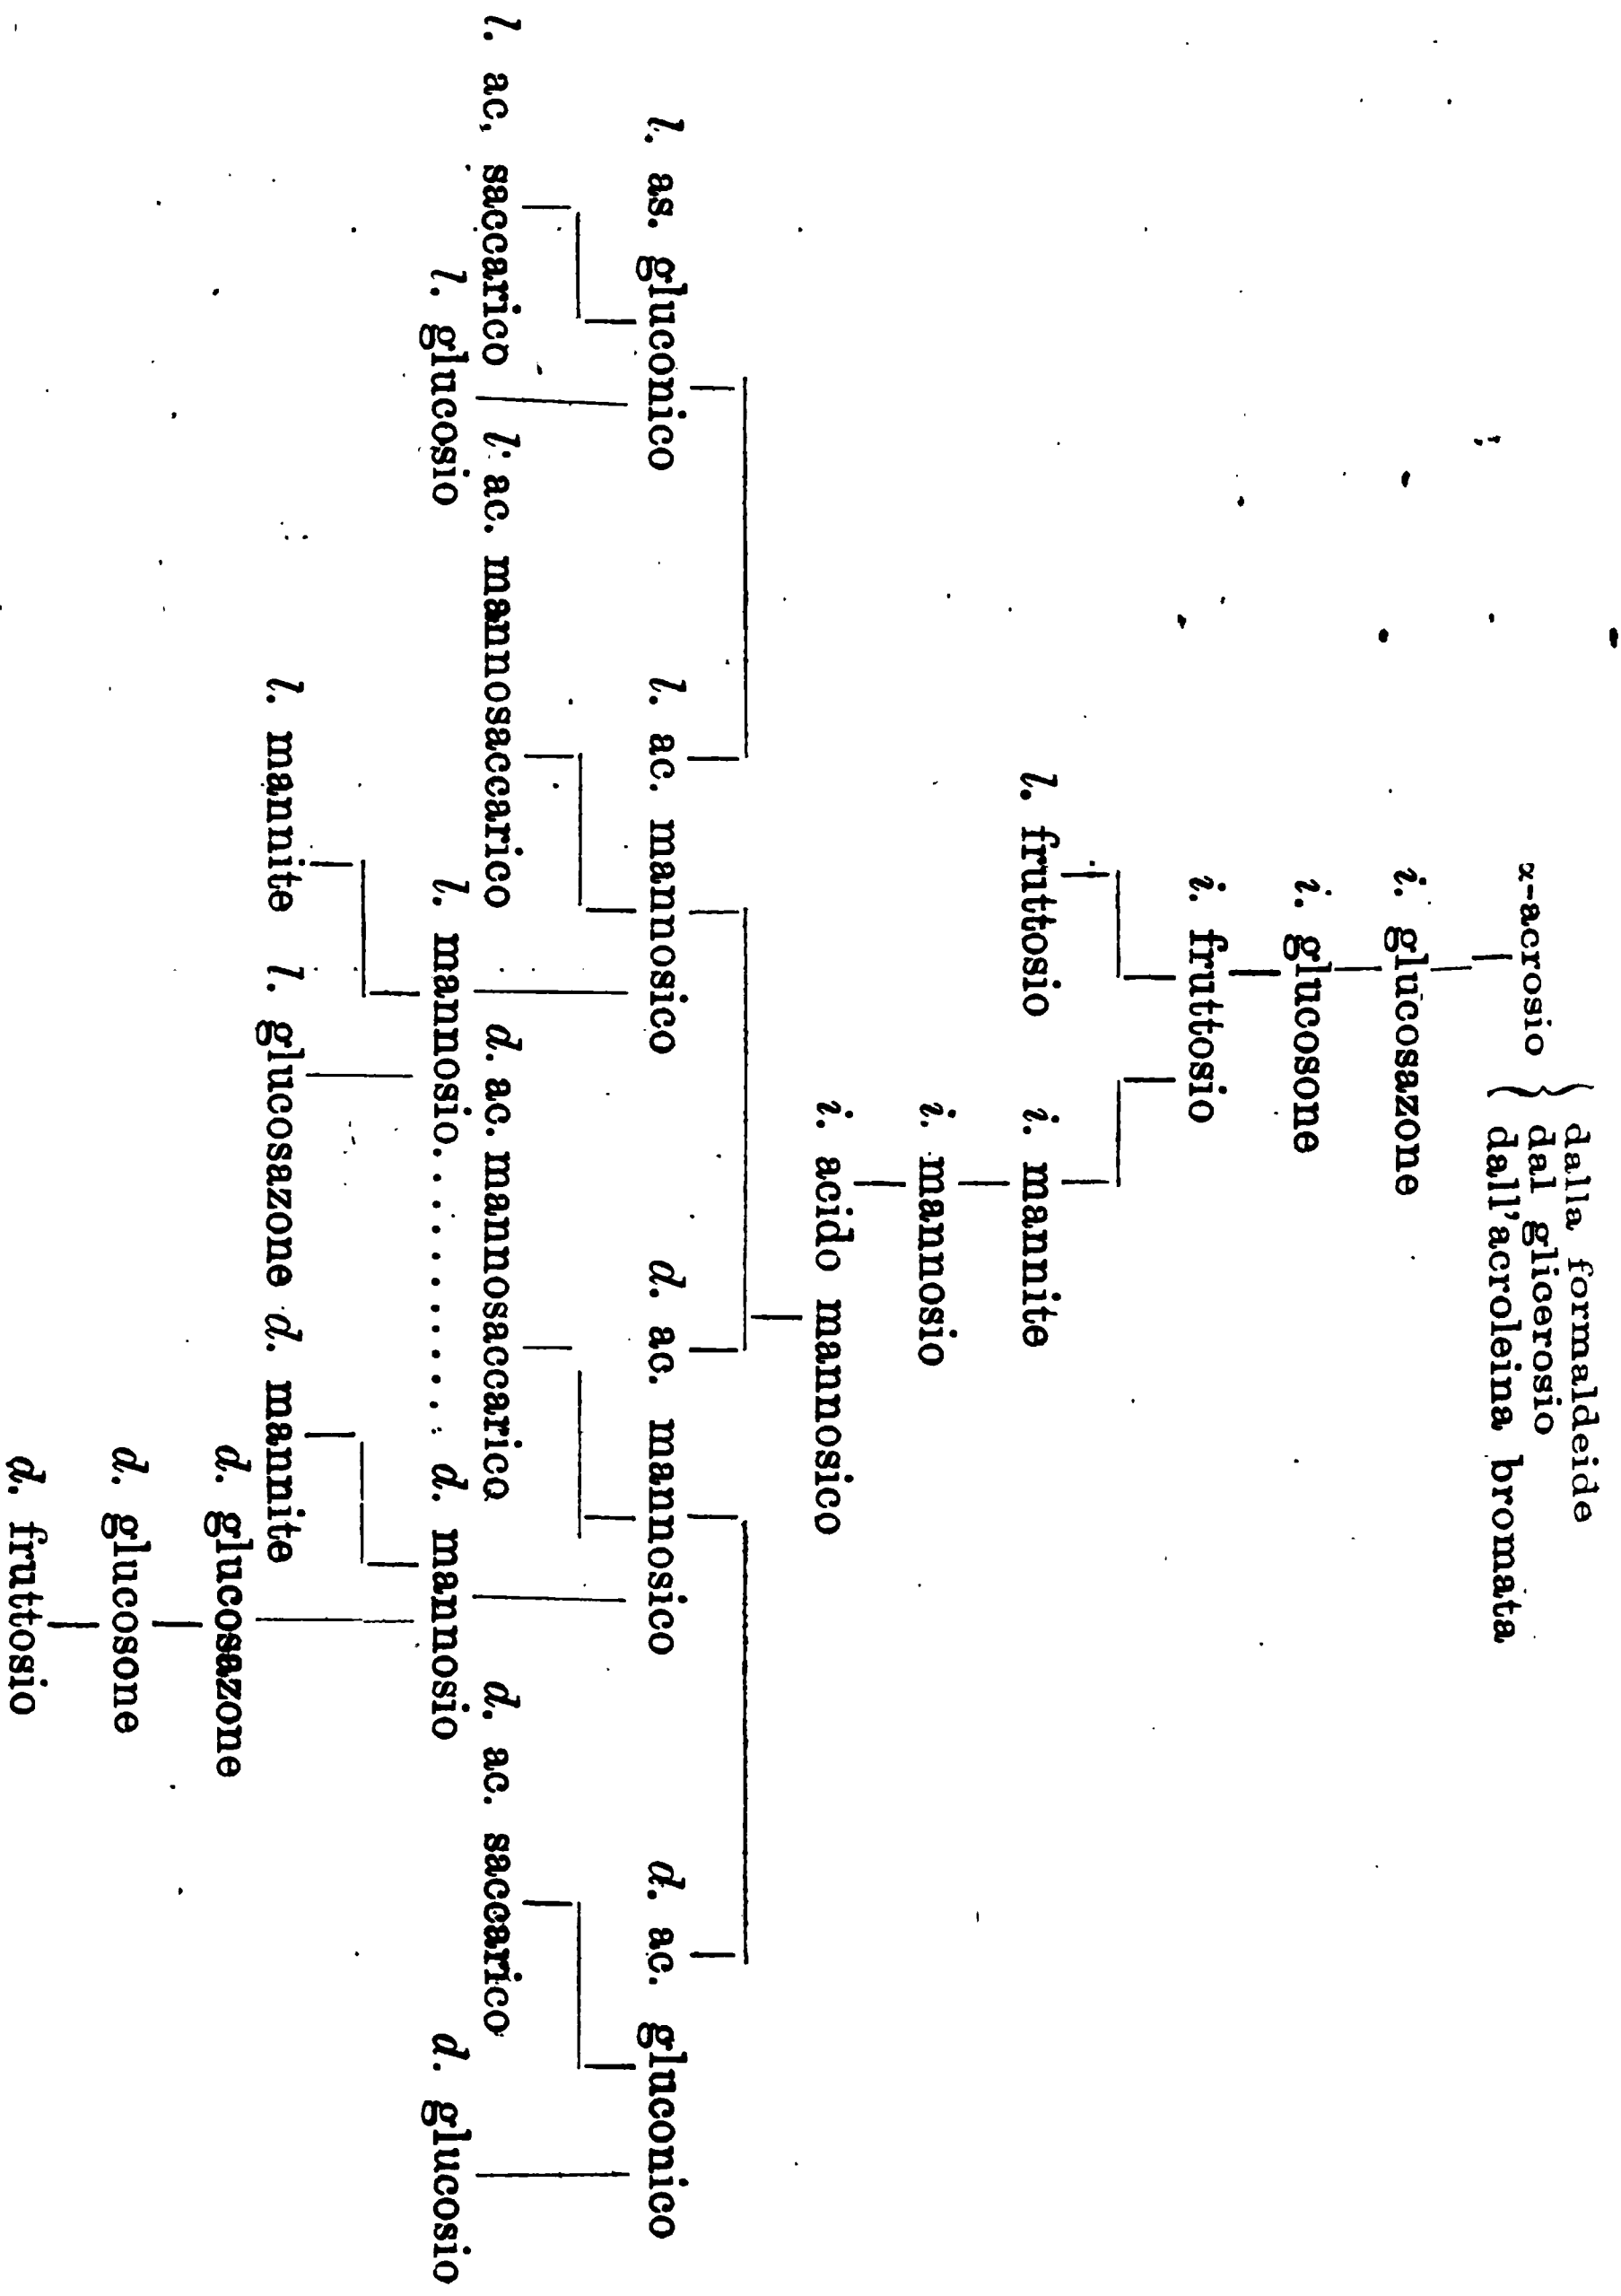 α-acrosio { dalla formaldeide
dal glicerosio
dall'acroleina bromata
i. glucosazone
i. glucosone
i. fruttosio
l. fruttosio i. mannite
i. mannosio
i. acido mannosico
l. as. gluconico l. ac. mannosico d. ac. mannosico d. ac. gluconico
l. ac, saccarico l. ac. mannosaccarico d. ac. mannosaccarico d. ac. saccarico
l. glucosio l. mannosio............ d. mannosio d. glucosio
l. mannite l. glucosazone d. mannite
d. glucosazone
d. glucosone
d. fruttosio